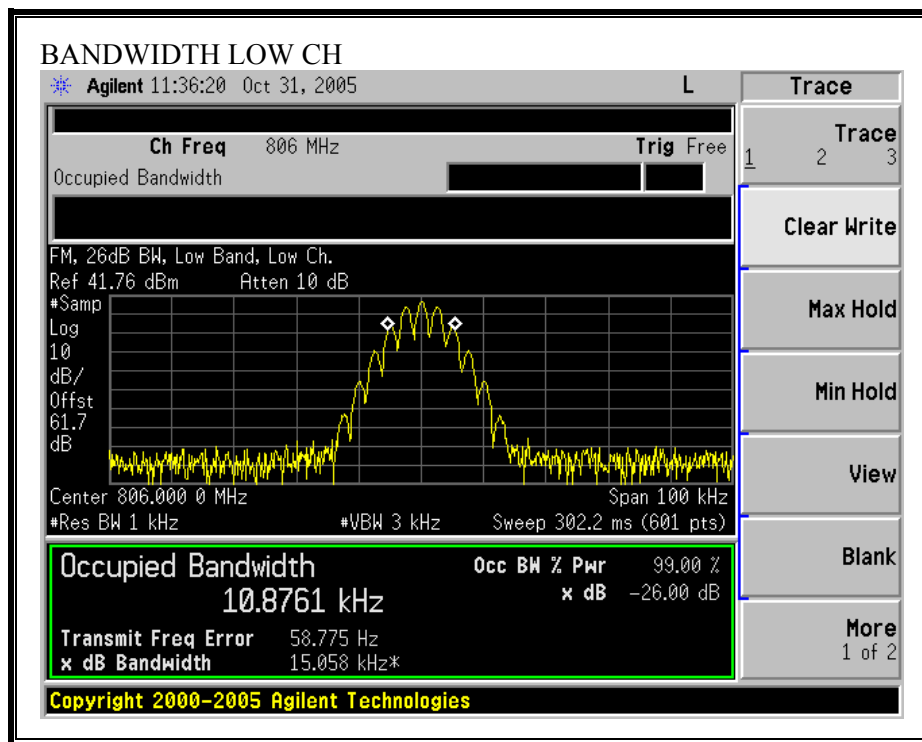 BANDWIDTH LOW CH
Agilent 11:36:20 Oct 31, 2005 L
Trace
Ch Freq 806 MHz Trig Free
Occupied Bandwidth
Trace
1 2 3
Clear Write
Max Hold
Min Hold
View
Blank
More
1 of 2
FM, 26dB BW, Low Band, Low Ch.
Ref 41.76 dBm Atten 10 dB
#Samp
Log
10
dB/
Offst
61.7
dB
Center 806.000 0 MHz Span 100 kHz
#Res BW 1 kHz #VBW 3 kHz Sweep 302.2 ms (601 pts)
Occupied Bandwidth Occ BW % Pwr 99.00 %
10.8761 kHz x dB -26.00 dB
Transmit Freq Error 58.775 Hz
x dB Bandwidth 15.058 kHz*
Copyright 2000-2005 Agilent Technologies